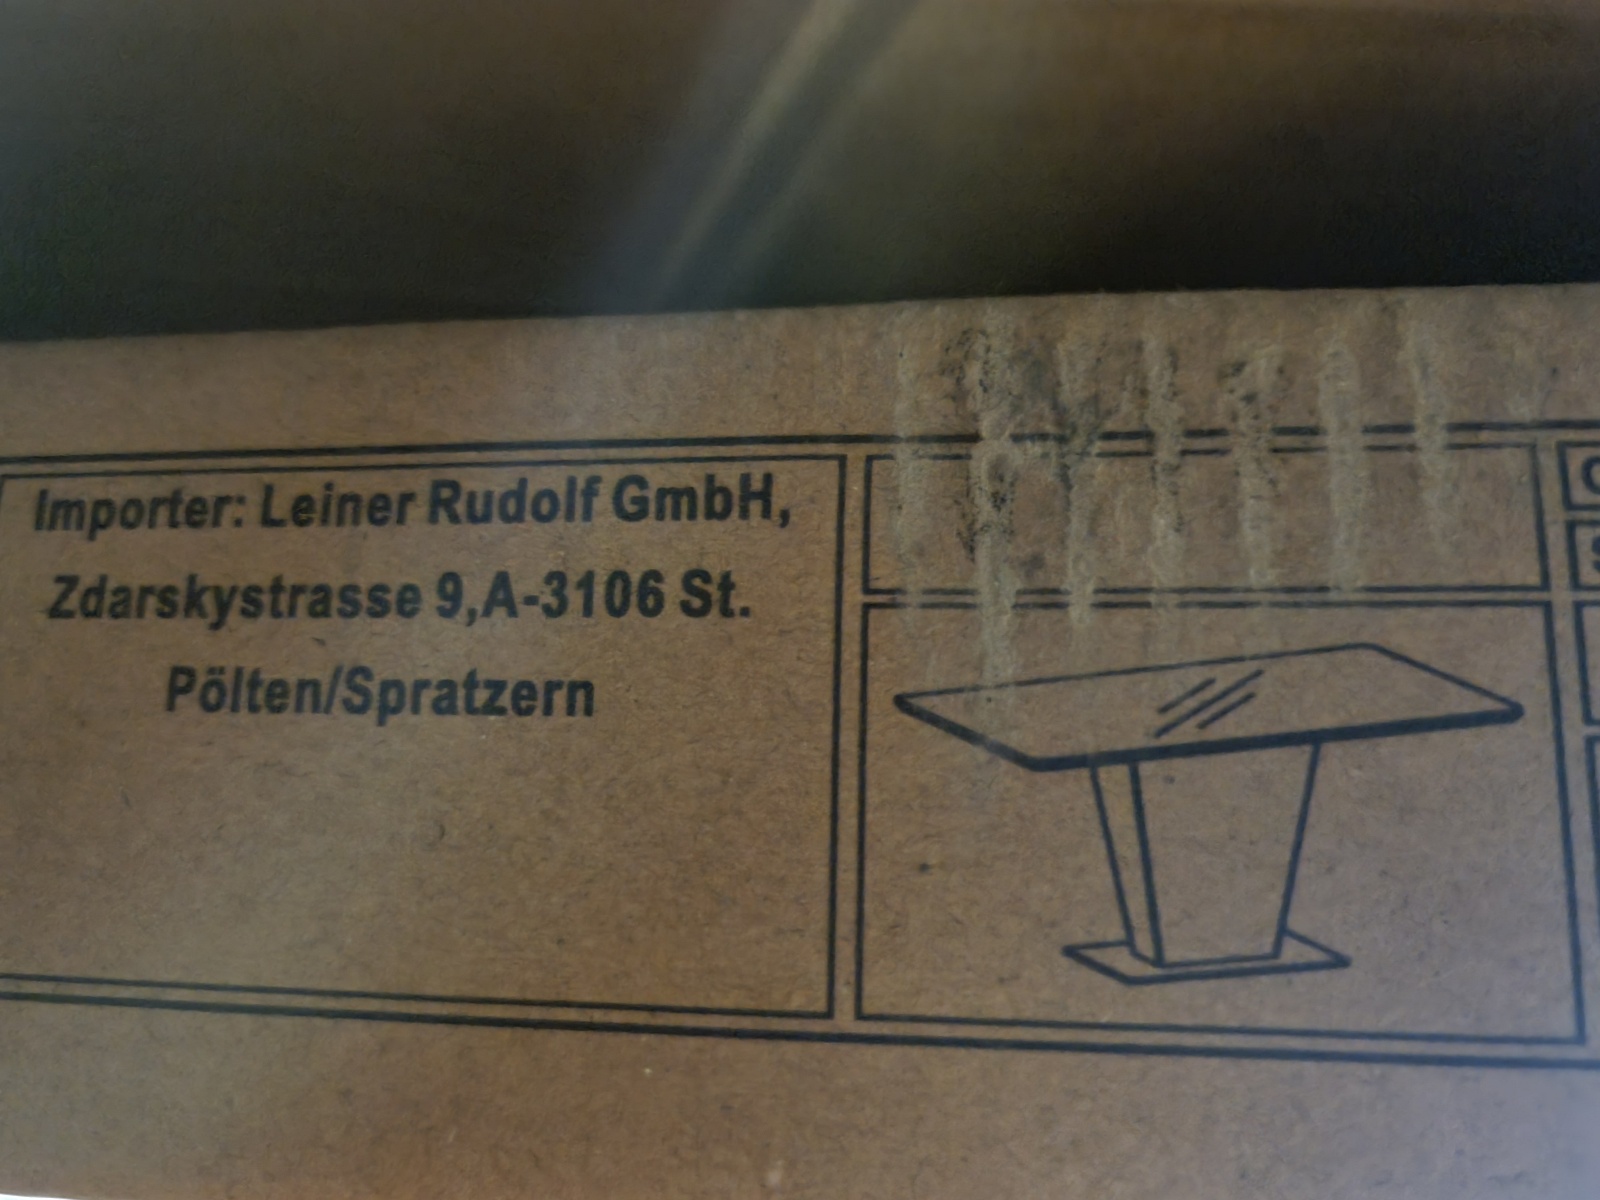 Importer: Leiner Rudolf GmbH,
Zdarskystrasse 9,A-3106 St.
Pölten/Spratzern